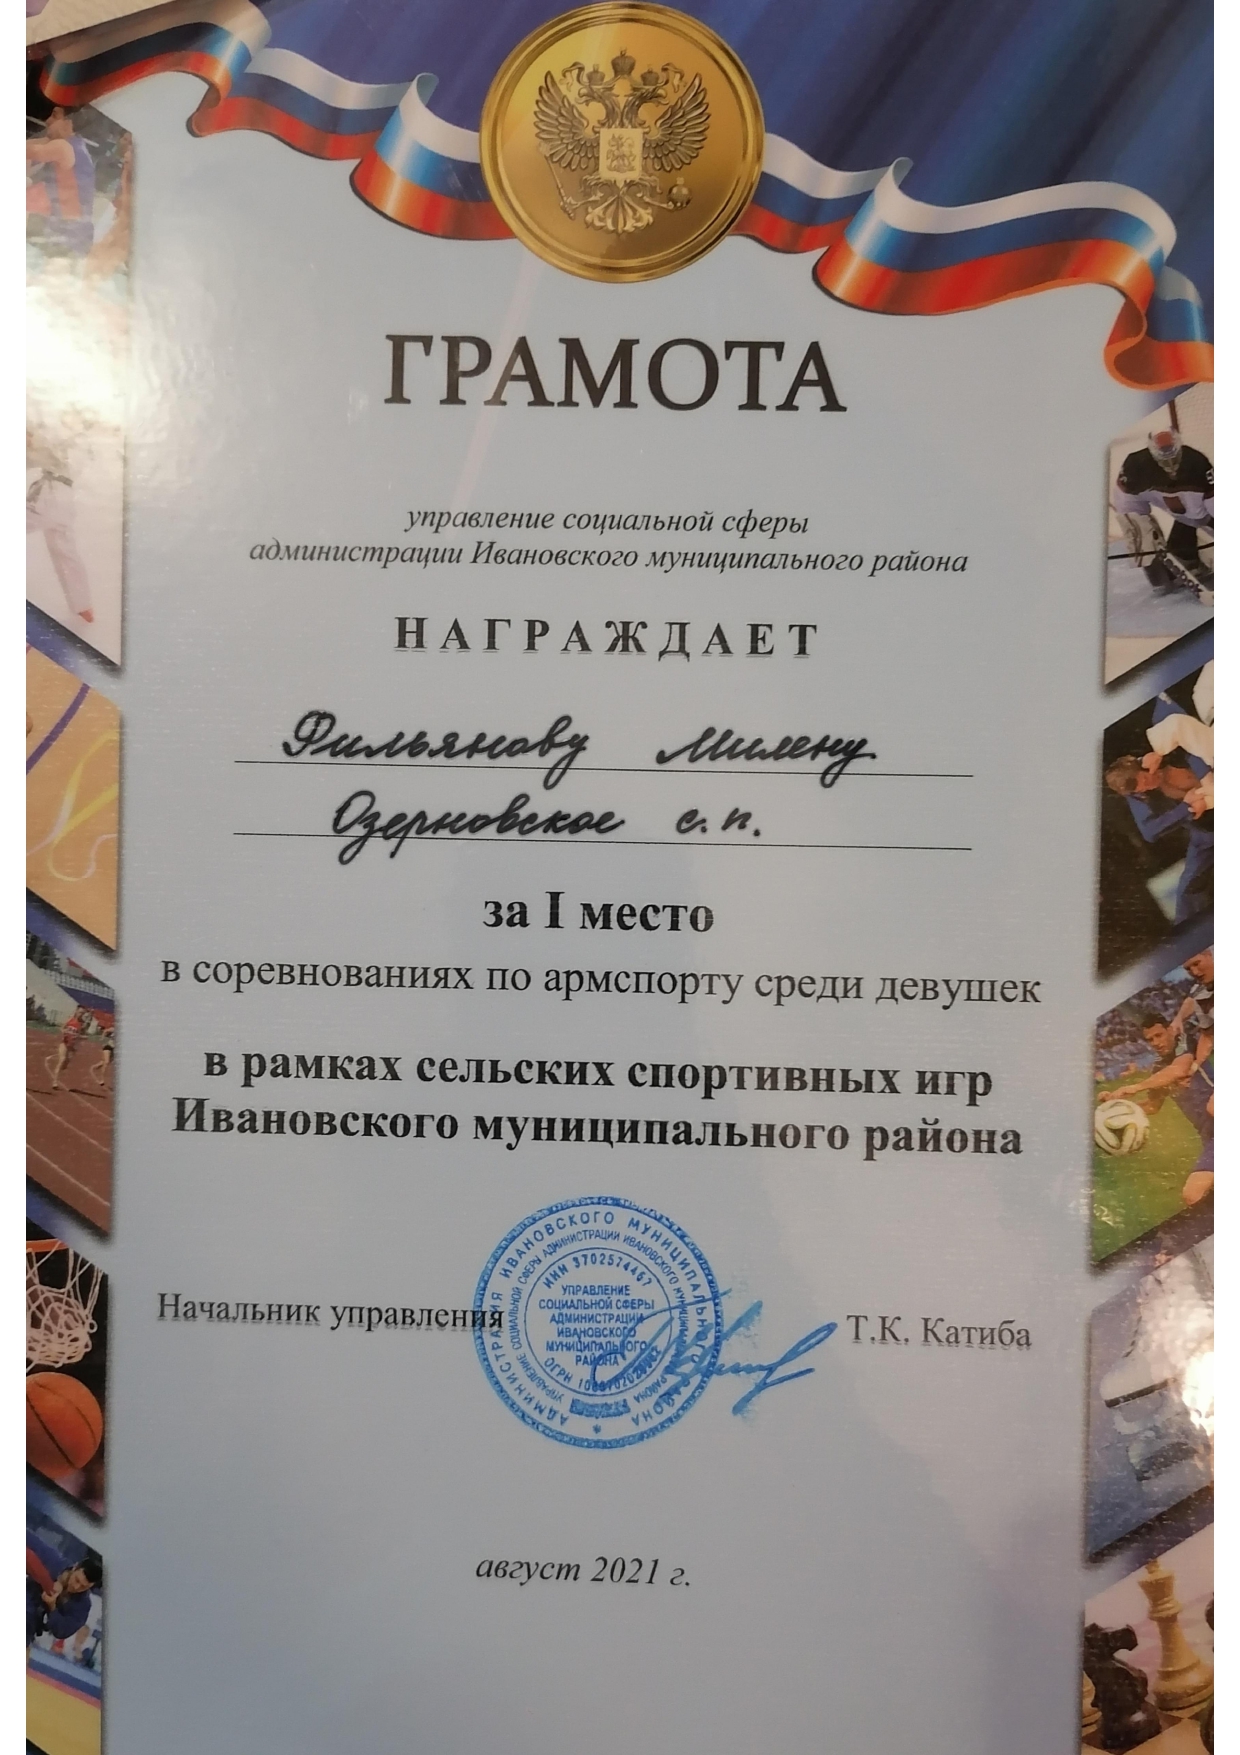 ГРАМОТА
управление социальной сферы
администрации Ивановского муниципального района
НАГРАЖДАЕТ
Фильянову Милену
Озерновское с.п.
за I место
в соревнованиях по армспорту среди девушек
в рамках сельских спортивных игр
Ивановского муниципального района
Начальник управления
АДМИНИСТРАЦИЯ ИВАНОВСКОГО МУНИЦИПАЛЬНОГО РАЙОНА
УПРАВЛЕНИЕ СОЦИАЛЬНОЙ СФЕРЫ АДМИНИСТРАЦИИ ИВАНОВСКОГО МУНИЦИПАЛЬНОГО РАЙОНА
ИНН 3702574467
УПРАВЛЕНИЕ
СОЦИАЛЬНОЙ СФЕРЫ
АДМИНИСТРАЦИИ
ИВАНОВСКОГО
МУНИЦИПАЛЬНОГО
РАЙОНА
ОГРН
Т.К. Катиба
август 2021 г.